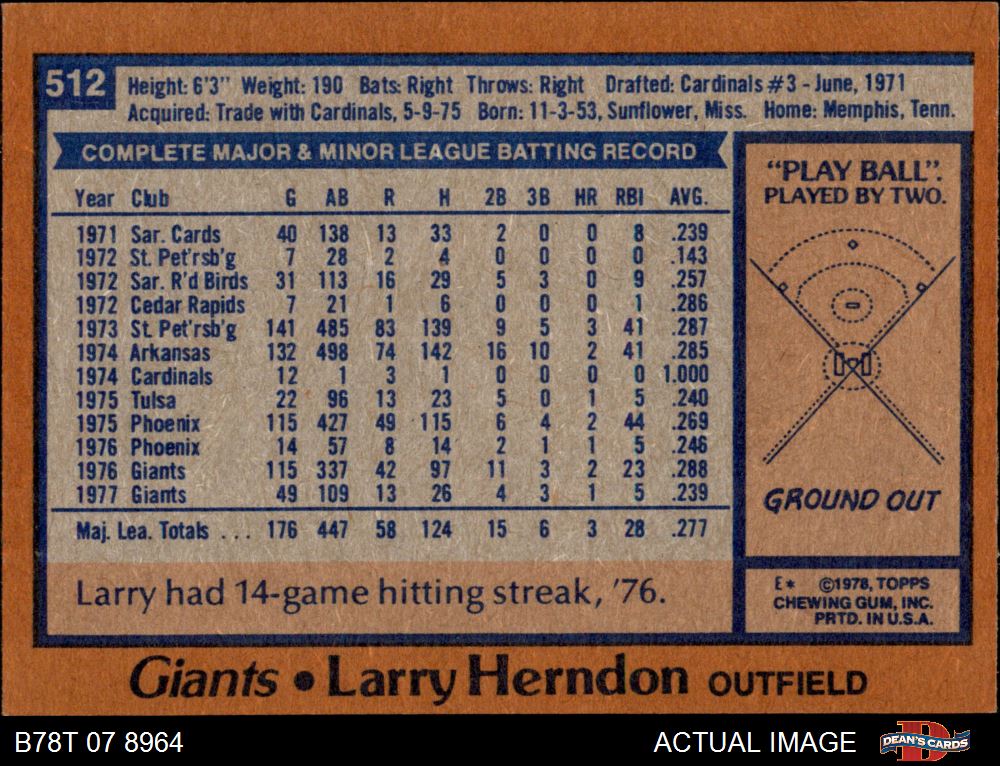 512
Height: 6'3" Weight: 190 Bats: Right Throws: Right Drafted: Cardinals #3 - June, 1971
Acquired: Trade with Cardinals, 5-9-75 Born: 11-3-53, Sunflower, Miss. Home: Memphis, Tenn.
COMPLETE MAJOR & MINOR LEAGUE BATTING RECORD
Year Club G AB R H 2B 3B HR RBI AVG.
1971 Sar. Cards 40 138 13 33 2 0 0 8 .239
1972 St. Pet'rsb'g 7 28 2 4 0 0 0 0 .143
1972 Sar. R'd Birds 31 113 16 29 5 3 0 9 .257
1972 Cedar Rapids 7 21 1 6 0 0 0 1 .286
1973 St. Pet'rsb'g 141 485 83 139 9 5 3 41 .287
1974 Arkansas 132 498 74 142 16 10 2 41 .285
1974 Cardinals 12 1 3 1 0 0 0 0 1.000
1975 Tulsa 22 96 13 23 5 0 1 5 .240
1975 Phoenix 115 427 49 115 6 4 2 44 .269
1976 Phoenix 14 57 8 14 2 1 1 5 .246
1976 Giants 115 337 42 97 11 3 2 23 .288
1977 Giants 49 109 13 26 4 3 1 5 .239
Maj. Lea. Totals ... 176 447 58 124 15 6 3 28 .277
Larry had 14-game hitting streak, '76.
"PLAY BALL".
PLAYED BY TWO.
GROUND OUT
E* ©1978, TOPPS
CHEWING GUM, INC.
PRTD. IN U.S.A.
Giants • Larry Herndon OUTFIELD
B78T 07 8964
ACTUAL IMAGE
D
DEAN'S CARDS